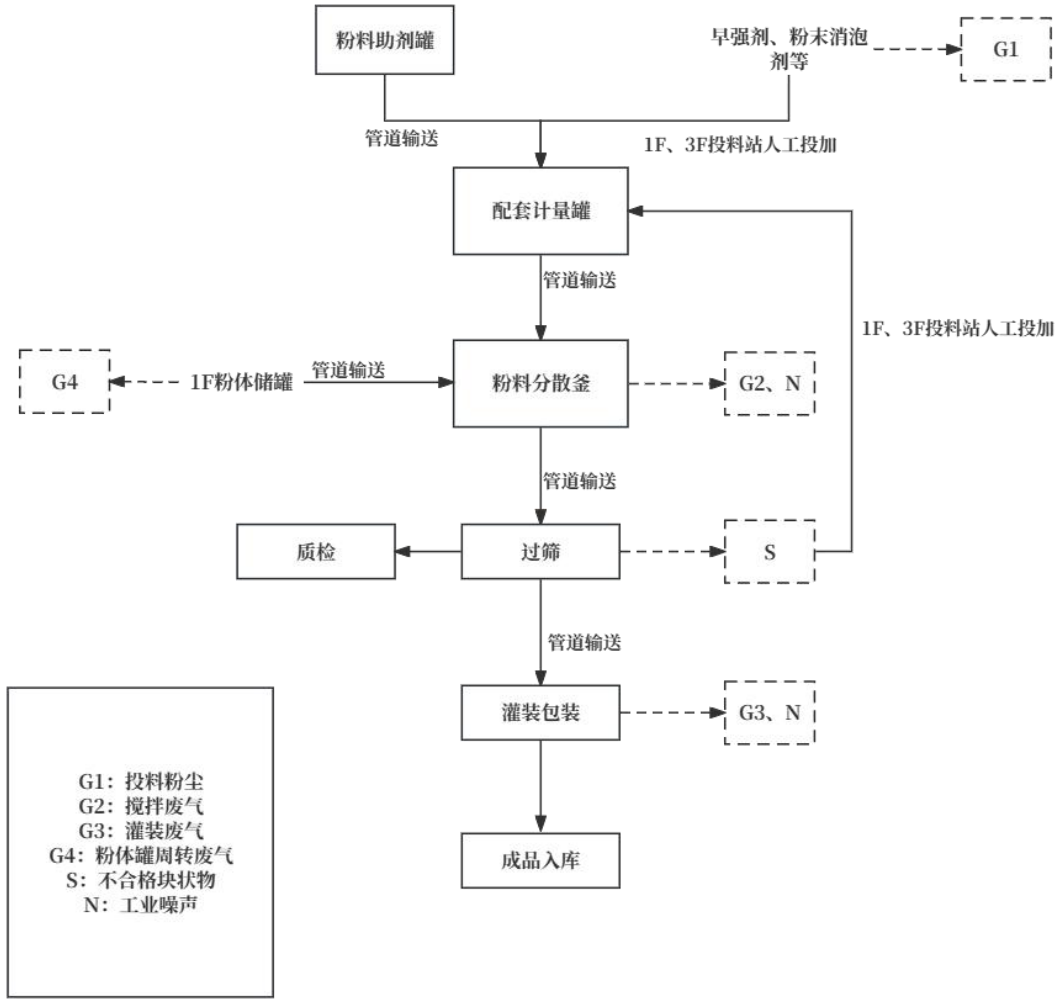 粉料助剂罐
早强剂、粉末消泡
剂等
G1
管道输送
1F、3F投料站人工投加
配套计量罐
管道输送
1F、3F投料站人工投加
G4
1F粉体储罐
管道输送
粉料分散釜
G2、N
管道输送
质检
过筛
S
管道输送
灌装包装
G3、N
成品入库
G1：投料粉尘
G2：搅拌废气
G3：灌装废气
G4：粉体罐周转废气
S：不合格块状物
N：工业噪声